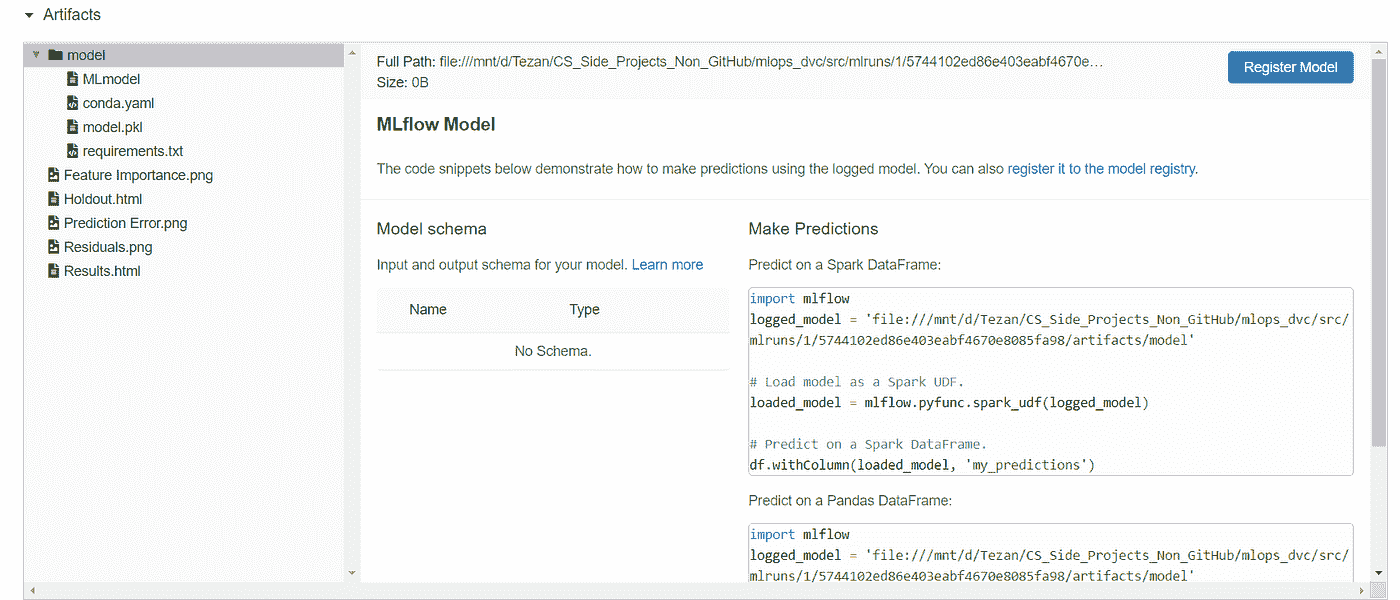 Artifacts
model
MLmodel
conda.yaml
model.pkl
requirements.txt
Feature Importance.png
Holdout.html
Prediction Error.png
Residuals.png
Results.html
Full Path: file:///mnt/d/Tezan/CS_Side_Projects_Non_GitHub/mlops_dvc/src/mlruns/1/5744102ed86e403eabf4670e…
Size: 0B
Register Model
MLflow Model
The code snippets below demonstrate how to make predictions using the logged model. You can also register it to the model registry.
Model schema
Input and output schema for your model. Learn more
Name Type
No Schema.
Make Predictions
Predict on a Spark DataFrame:
import mlflow
logged_model = 'file:///mnt/d/Tezan/CS_Side_Projects_Non_GitHub/mlops_dvc/src/
mlruns/1/5744102ed86e403eabf4670e8085fa98/artifacts/model'
# Load model as a Spark UDF.
loaded_model = mlflow.pyfunc.spark_udf(logged_model)
# Predict on a Spark DataFrame.
df.withColumn(loaded_model, 'my_predictions')
Predict on a Pandas DataFrame:
import mlflow
logged_model = 'file:///mnt/d/Tezan/CS_Side_Projects_Non_GitHub/mlops_dvc/src/
mlruns/1/5744102ed86e403eabf4670e8085fa98/artifacts/model'